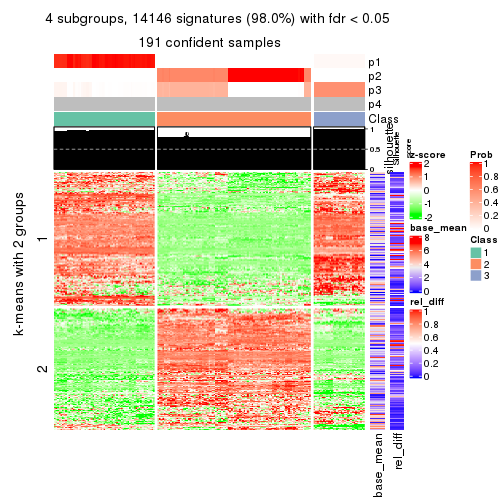 4 subgroups, 14146 signatures (98.0%) with fdr < 0.05
191 confident samples
p1
p2
p3
p4
Class
1
0.5
0
silhouette
Silhouette
score
k-means with 2 groups
1
2
base_mean
rel_diff
z-score
2
1
0
-1
-2
base_mean
8
6
4
2
0
rel_diff
1
0.8
0.6
0.4
0.2
0
Prob
1
0.8
0.6
0.4
0.2
0
Class
1
2
3